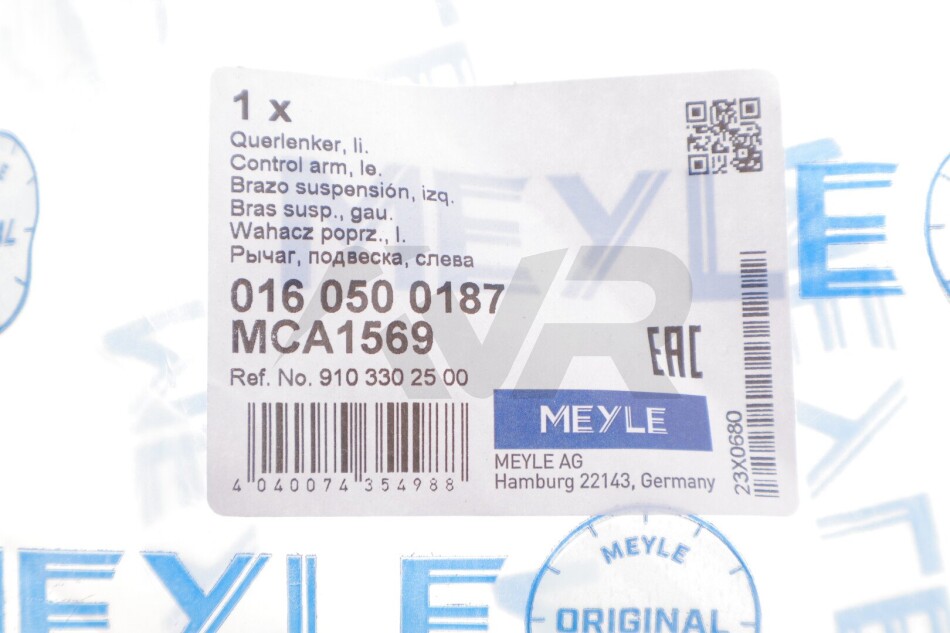 1 x
Querlenker, li.
Control arm, le.
Brazo suspensión, izq.
Bras susp., gau.
Wahacz poprz., l.
Рычаг, подвеска, слева
016 050 0187
MCA1569
Ref. No. 910 330 25 00
4 040074 354988
EAC
MEYLE
MEYLE AG
Hamburg 22143, Germany
23X0680
MEYLE
MEYLE
MEYLE
ORIGINAL